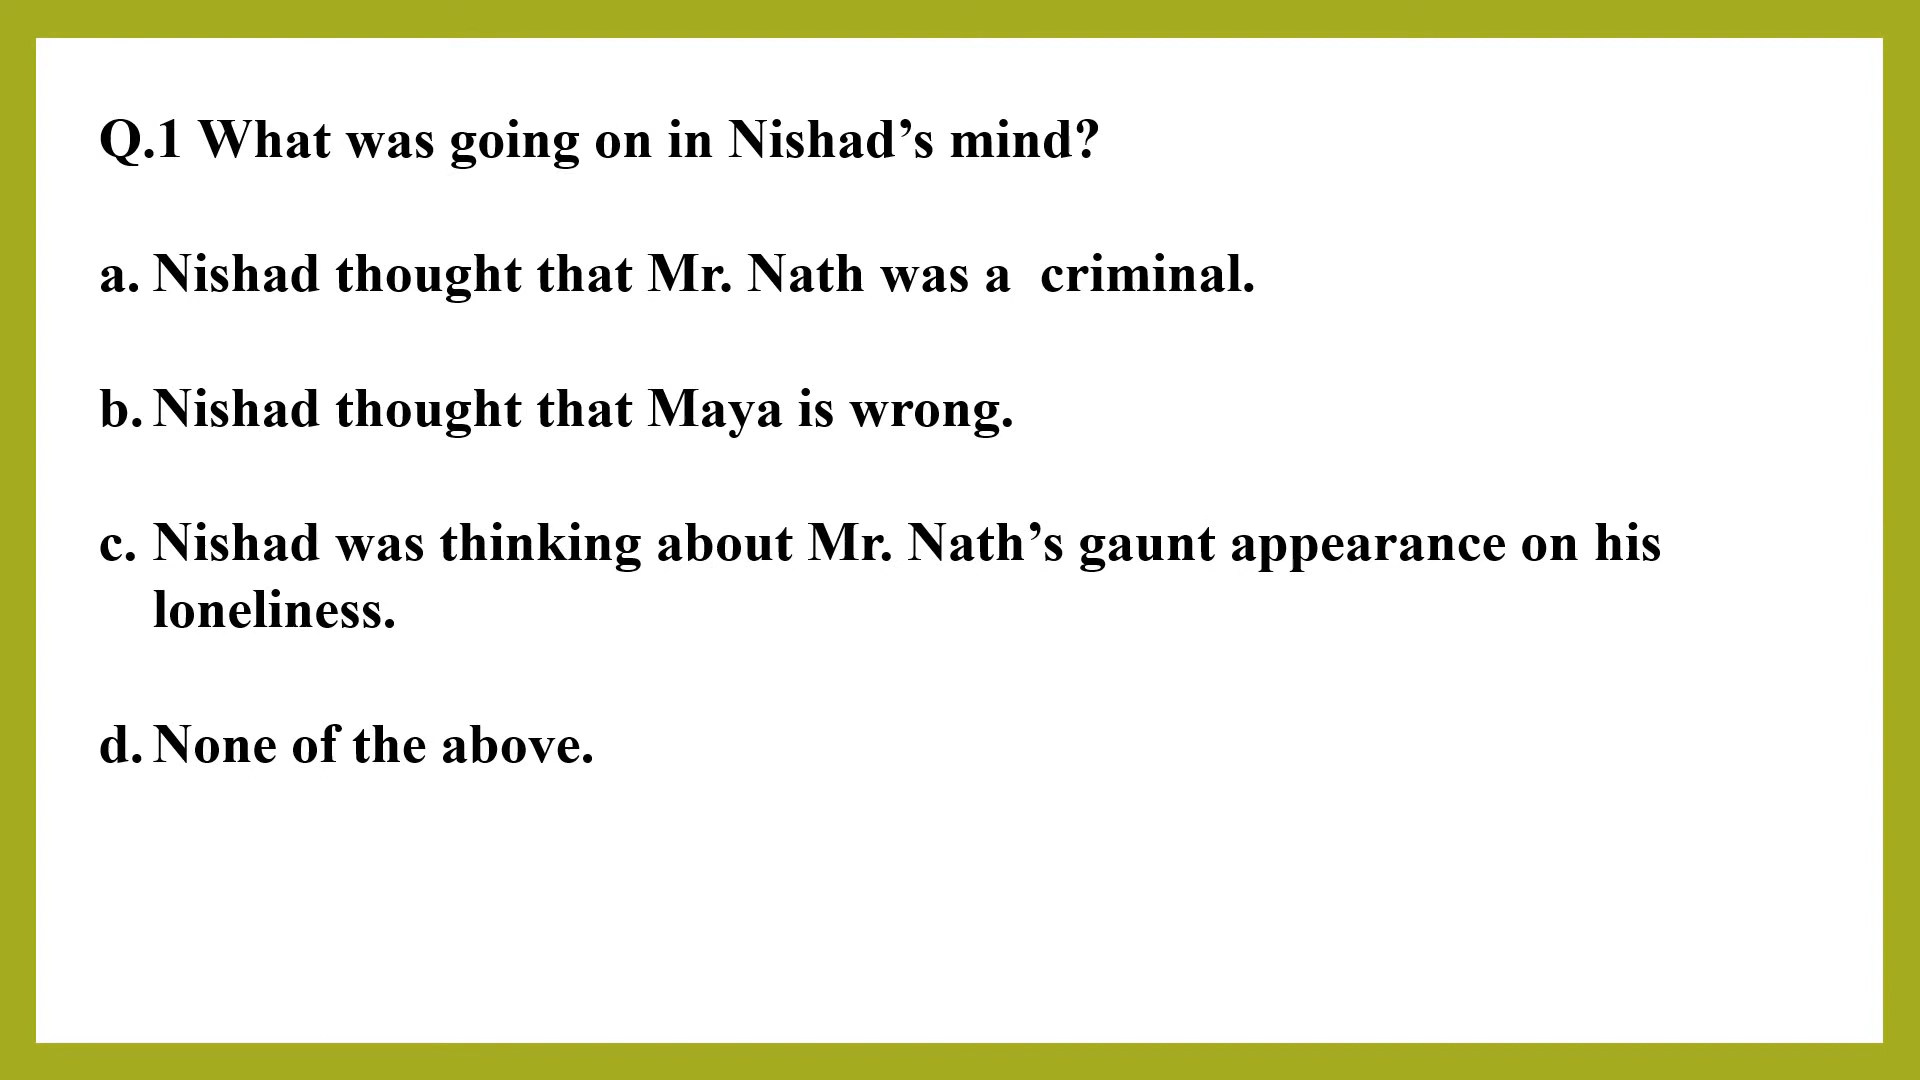 Q.1 What was going on in Nishad’s mind?
a. Nishad thought that Mr. Nath was a  criminal.
b. Nishad thought that Maya is wrong.
c. Nishad was thinking about Mr. Nath’s gaunt appearance on his
loneliness.
d. None of the above.